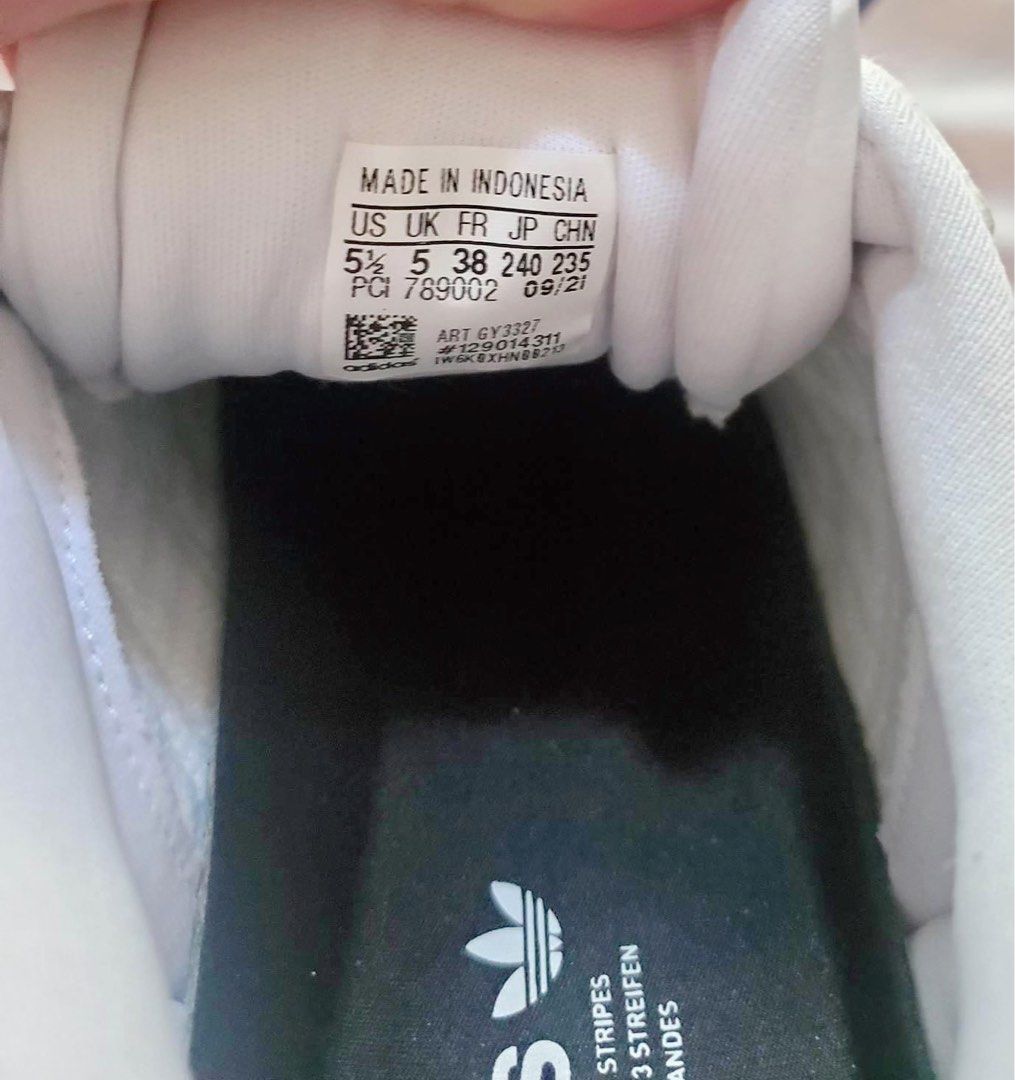 MADE IN INDONESIA
US UK FR JP CHN
5½ 5 38 240 235
PCI 789002 09/21
ART GY3327
#129014311
adidas
STRIPES
3 STREIFEN
ANDES
S